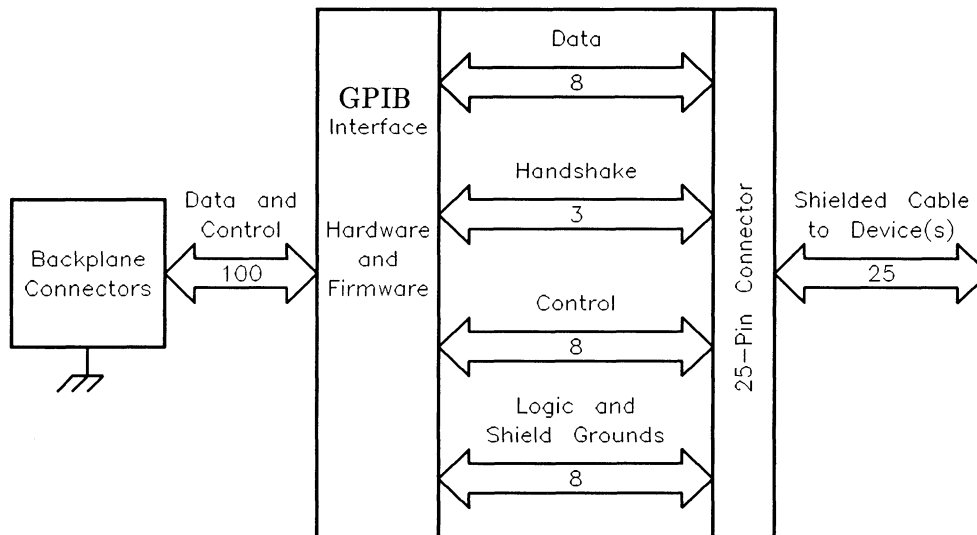 Data
8
GPIB
Interface
Handshake
3
Data and
Control
100
Backplane
Connectors
Hardware
and
Firmware
Control
8
Logic and
Shield Grounds
8
25-Pin Connector
Shielded Cable
to Device(s)
25